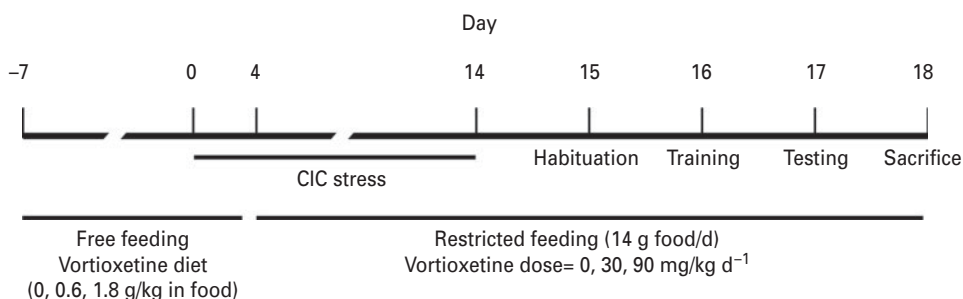 Day
–7 0 4 14 15 16 17 18
Habituation Training Testing Sacrifice
CIC stress
Free feeding
Vortioxetine diet
(0, 0.6, 1.8 g/kg in food)
Restricted feeding (14 g food/d)
Vortioxetine dose= 0, 30, 90 mg/kg d⁻¹